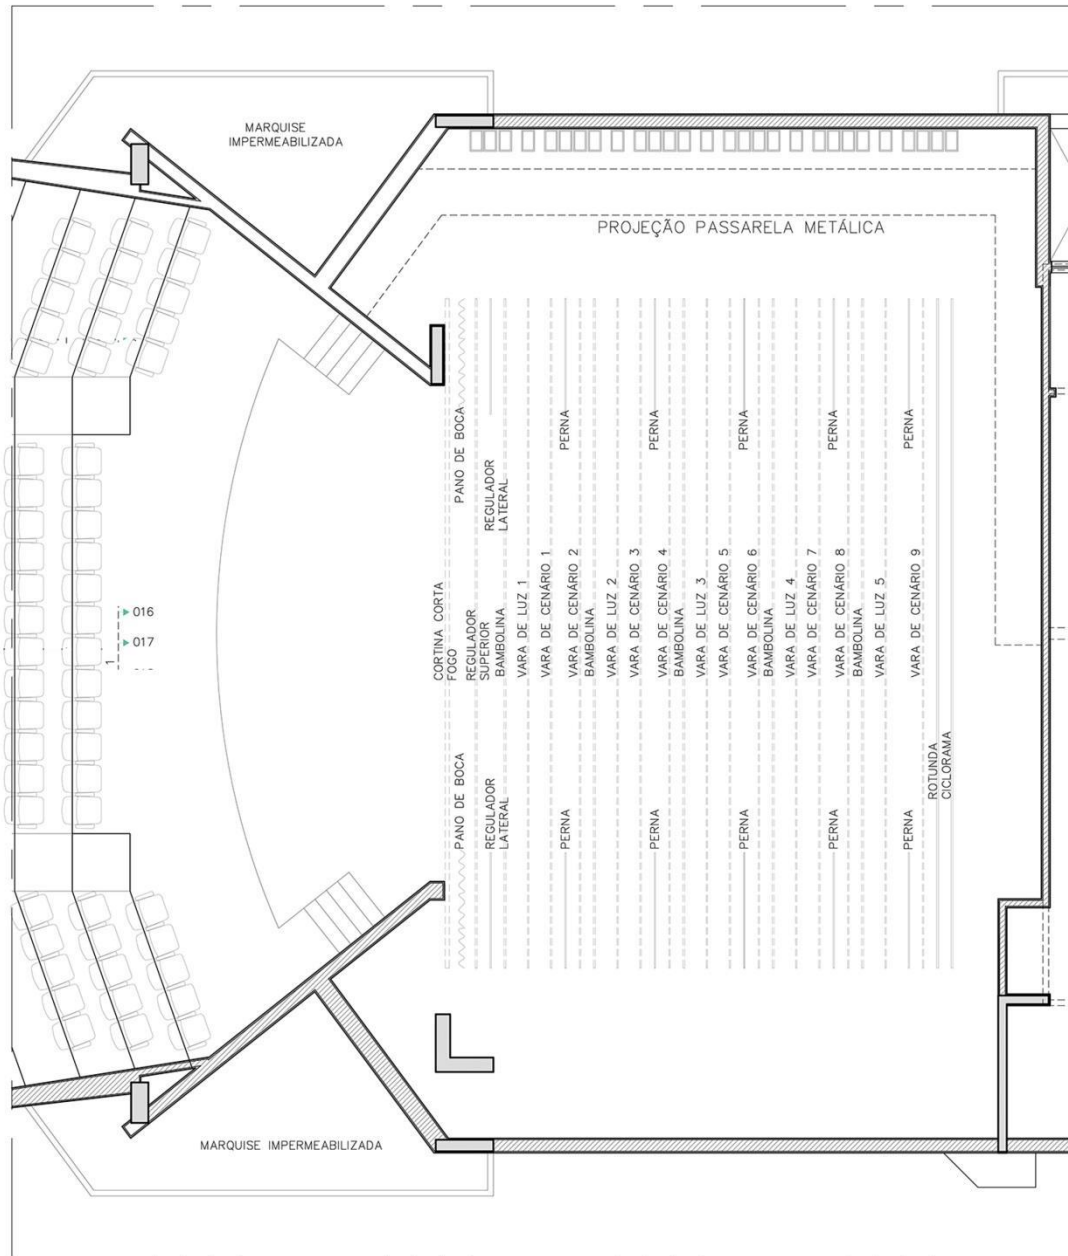 MARQUISE
IMPERMEABILIZADA
PROJEÇÃO PASSARELA METÁLICA
PANO DE BOCA
REGULADOR
LATERAL
PERNA
PERNA
PERNA
PERNA
PERNA
016
017
1
CORTINA CORTA
FOGO
REGULADOR
SUPERIOR
BAMBOLINA
VARA DE LUZ 1
VARA DE CENÁRIO 1
VARA DE CENÁRIO 2
BAMBOLINA
VARA DE LUZ 2
VARA DE CENÁRIO 3
VARA DE CENÁRIO 4
BAMBOLINA
VARA DE LUZ 3
VARA DE CENÁRIO 5
VARA DE CENÁRIO 6
BAMBOLINA
VARA DE LUZ 4
VARA DE CENÁRIO 7
VARA DE CENÁRIO 8
BAMBOLINA
VARA DE LUZ 5
VARA DE CENÁRIO 9
PANO DE BOCA
REGULADOR
LATERAL
PERNA
PERNA
PERNA
PERNA
PERNA
ROTUNDA
CICLORAMA
MARQUISE IMPERMEABILIZADA